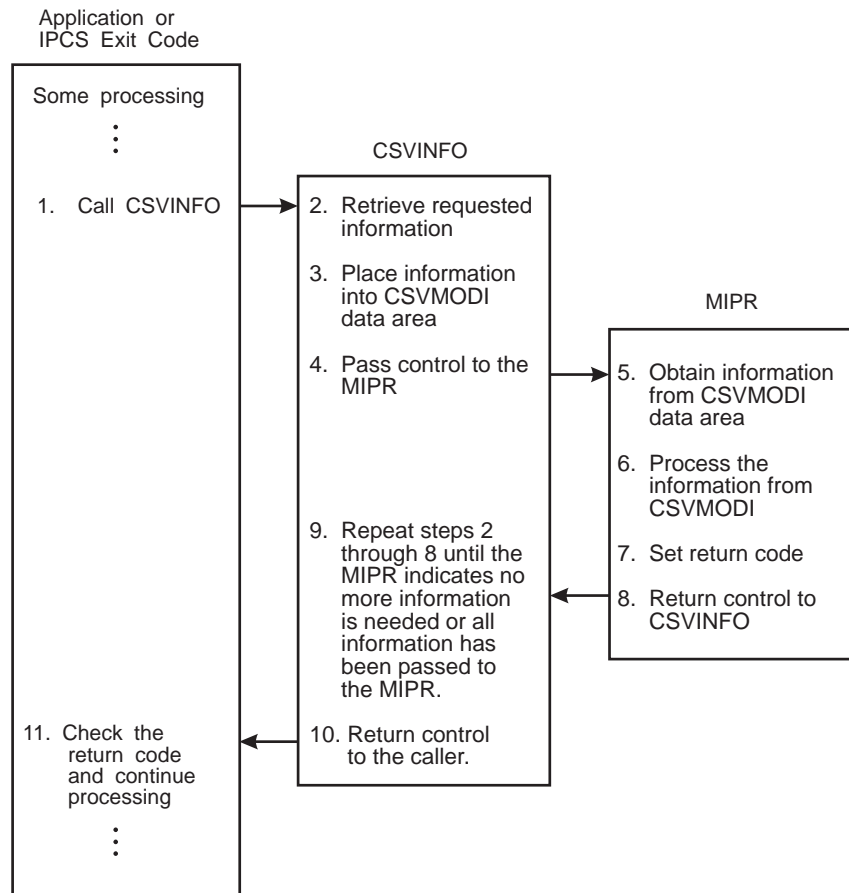 Application or
IPCS Exit Code
Some processing
CSVINFO
1. Call CSVINFO
2. Retrieve requested
information
3. Place information
into CSVMODI
data area
MIPR
4. Pass control to the
MIPR
5. Obtain information
from CSVMODI
data area
6. Process the
information from
CSVMODI
9. Repeat steps 2
through 8 until the
MIPR indicates no
more information
is needed or all
information has
been passed to
the MIPR.
7. Set return code
8. Return control to
CSVINFO
10. Return control
to the caller.
11. Check the
return code
and continue
processing